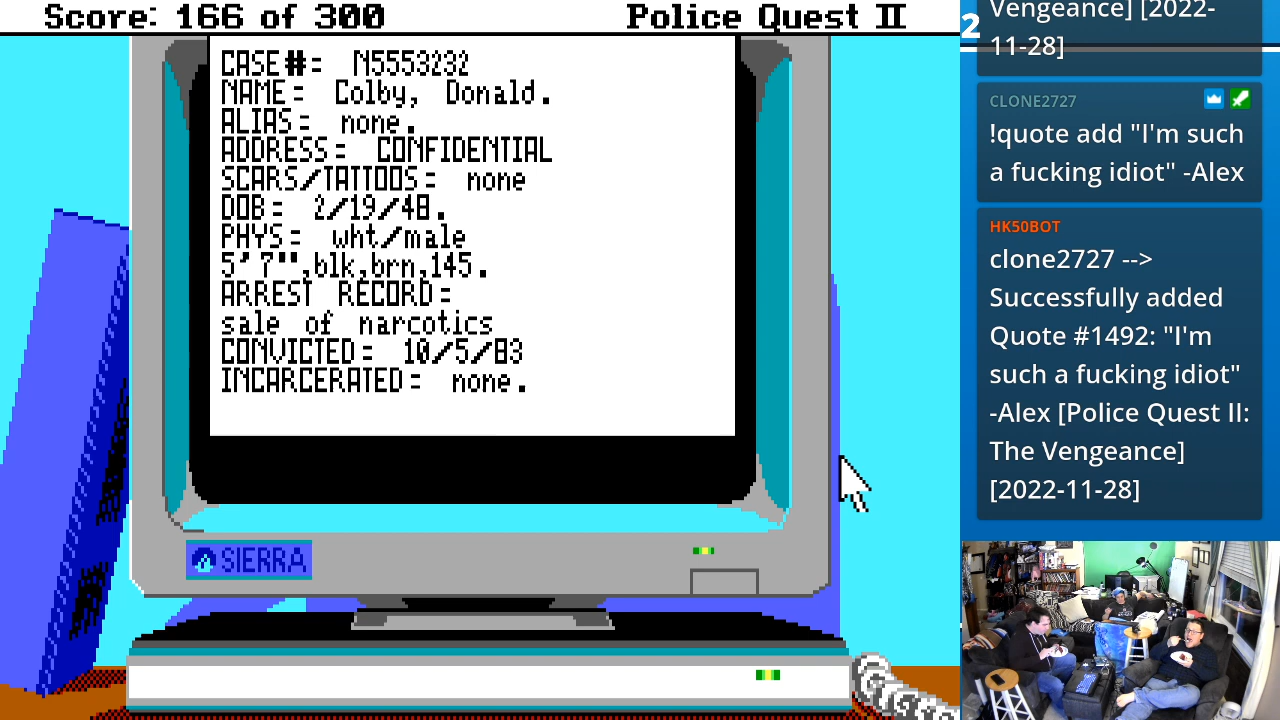 Score: 166 of 300
Police Quest II
CASE#: N5553232
NAME: Colby, Donald.
ALIAS: none.
ADDRESS: CONFIDENTIAL
SCARS/TATTOOS: none
DOB: 2/19/48.
PHYS: wht/male
5'7",blk,brn,145.
ARREST RECORD:
sale of narcotics
CONVICTED: 10/5/83
INCARCERATED: none.
SIERRA
2
Vengeance] [2022-
11-28]
CLONE2727
!quote add "I'm such
a fucking idiot" -Alex
HK50BOT
clone2727 -->
Successfully added
Quote #1492: "I'm
such a fucking idiot"
-Alex [Police Quest II:
The Vengeance]
[2022-11-28]